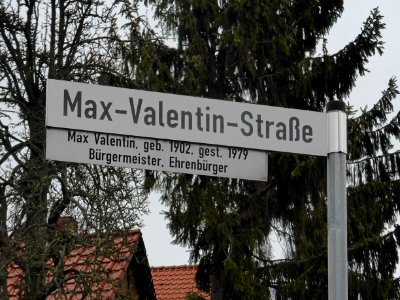 Max-Valentin-Straße
Max Valentin, geb. 1902, gest. 1979
Bürgermeister, Ehrenbürger